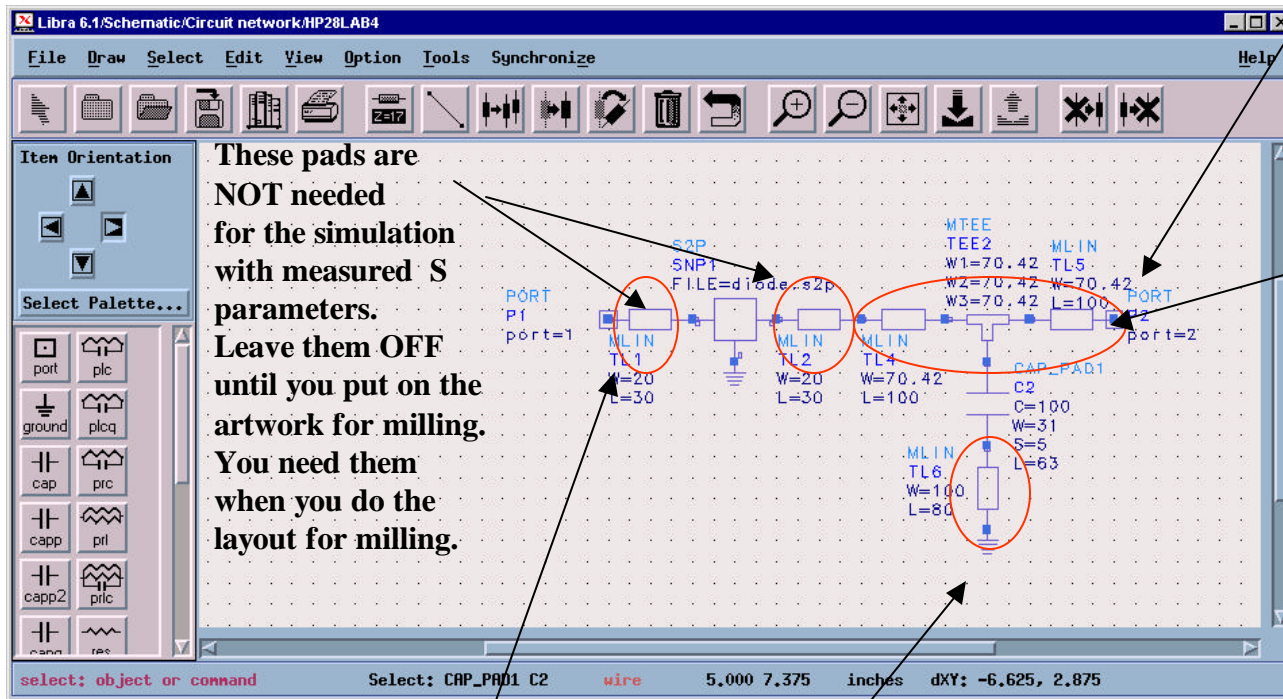 Libra 6.1/Schematic/Circuit network/HP28LAB4
File Draw Select Edit View Option Tools Synchronize Help
Z=17
Item Orientation
Select Palette...
port plc
ground plcq
cap prc
capp prl
capp2 prlc
capq res
These pads are
NOT needed
for the simulation
with measured S
parameters.
Leave them OFF
until you put on the
artwork for milling.
You need them
when you do the
layout for milling.
PORT
P1
port=1
MLIN
TL1
W=20
L=30
S2P
SNP1
FILE=diode.s2p
MLIN
TL2
W=20
L=30
MLIN
TL4
W=70.42
L=100
MTEE
TEE2
W1=70.42
W2=70.42
W3=70.42
MLIN
TL5
W=70.42
L=100
PORT
P2
port=2
CAP_PAD1
C2
C=100
W=31
S=5
L=63
MLIN
TL6
W=100
L=80
select: object or command Select: CAP_PAD1 C2 wire 5.000 7.375 inches dXY: -6.625, 2.875